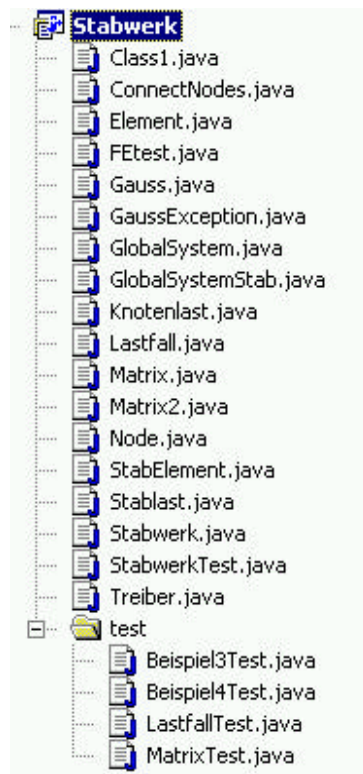 Stabwerk
Class1.java
ConnectNodes.java
Element.java
FEtest.java
Gauss.java
GaussException.java
GlobalSystem.java
GlobalSystemStab.java
Knotenlast.java
Lastfall.java
Matrix.java
Matrix2.java
Node.java
StabElement.java
Stablast.java
Stabwerk.java
StabwerkTest.java
Treiber.java
test
Beispiel3Test.java
Beispiel4Test.java
LastfallTest.java
MatrixTest.java